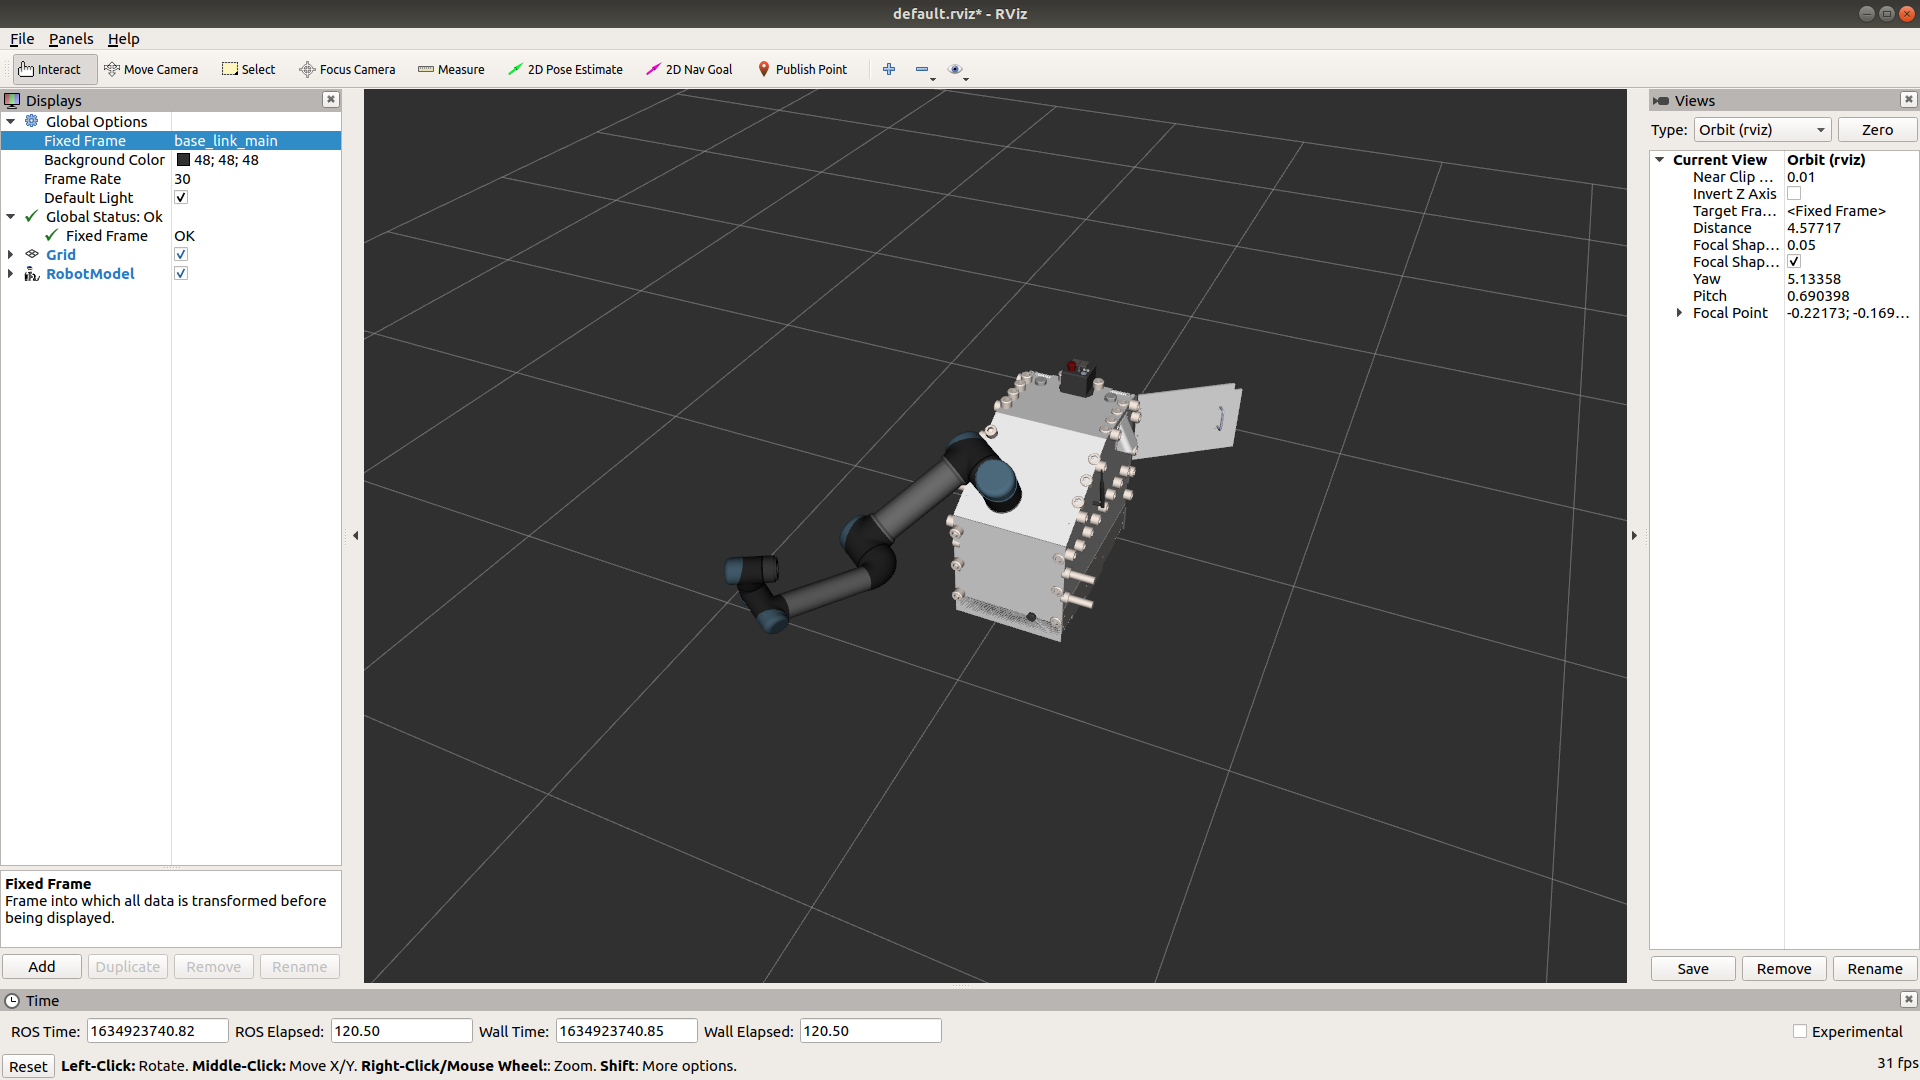 default.rviz* - RViz
File Panels Help
Interact Move Camera Select Focus Camera Measure 2D Pose Estimate 2D Nav Goal Publish Point
Displays
Global Options
Fixed Frame base_link_main
Background Color 48; 48; 48
Frame Rate 30
Default Light
Global Status: Ok
Fixed Frame OK
Grid
RobotModel
Fixed Frame
Frame into which all data is transformed before
being displayed.
Add Duplicate Remove Rename
Views
Type: Orbit (rviz) Zero
Current View Orbit (rviz)
Near Clip ... 0.01
Invert Z Axis
Target Fra... <Fixed Frame>
Distance 4.57717
Focal Shap... 0.05
Focal Shap...
Yaw 5.13358
Pitch 0.690398
Focal Point -0.22173; -0.169...
Save Remove Rename
Time
ROS Time: 1634923740.82 ROS Elapsed: 120.50 Wall Time: 1634923740.85 Wall Elapsed: 120.50 Experimental
Reset Left-Click: Rotate. Middle-Click: Move X/Y. Right-Click/Mouse Wheel:: Zoom. Shift: More options. 31 fps